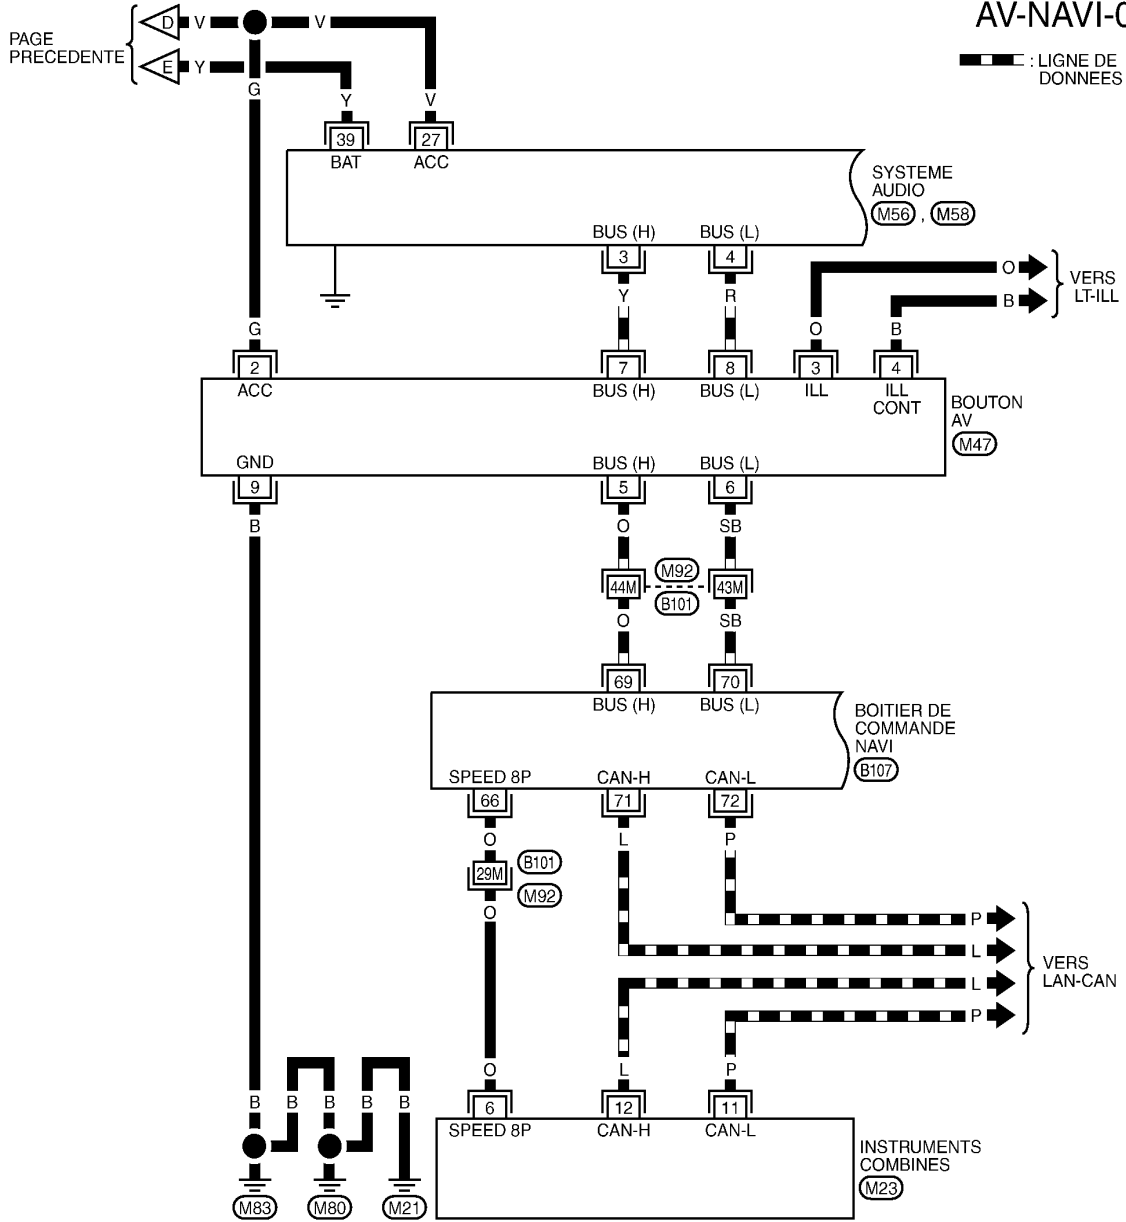 AV-NAVI-0
PAGE
PRECEDENTE
D V V
E Y
: LIGNE DE
DONNEES
G Y V
39 27
BAT ACC
SYSTEME
AUDIO
M56 , M58
BUS (H) BUS (L)
3 4
Y R
O
B
VERS
LT-ILL
G O B
2 7 8 3 4
ACC BUS (H) BUS (L) ILL ILL
CONT
BOUTON
AV
M47
GND BUS (H) BUS (L)
9 5 6
B O SB
M92
44M 43M
B101
O SB
69 70
BUS (H) BUS (L)
BOITIER DE
COMMANDE
NAVI
B107
SPEED 8P CAN-H CAN-L
66 71 72
O L P
B101
29M
M92
O
P
L
L
P
VERS
LAN-CAN
O L P
B B B B B
6 12 11
SPEED 8P CAN-H CAN-L
INSTRUMENTS
COMBINES
M23
M83 M80 M21